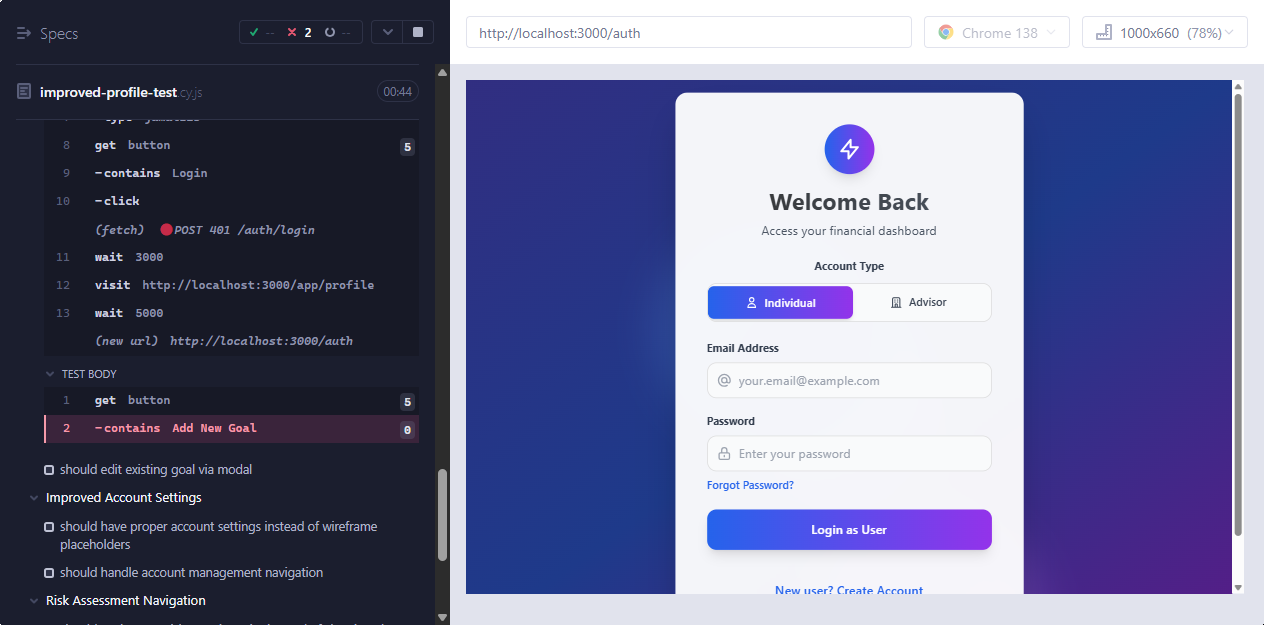 Specs
-- 2 --
improved-profile-test.cy.js
00:44
8 get button 5
9 -contains Login
10 -click
(fetch) POST 401 /auth/login
11 wait 3000
12 visit http://localhost:3000/app/profile
13 wait 5000
(new url) http://localhost:3000/auth
TEST BODY
1 get button 5
2 -contains Add New Goal 0
should edit existing goal via modal
Improved Account Settings
should have proper account settings instead of wireframe
placeholders
should handle account management navigation
Risk Assessment Navigation
http://localhost:3000/auth
Chrome 138
1000x660 (78%)
Welcome Back
Access your financial dashboard
Account Type
Individual
Advisor
Email Address
your.email@example.com
Password
Enter your password
Forgot Password?
Login as User
New user? Create Account